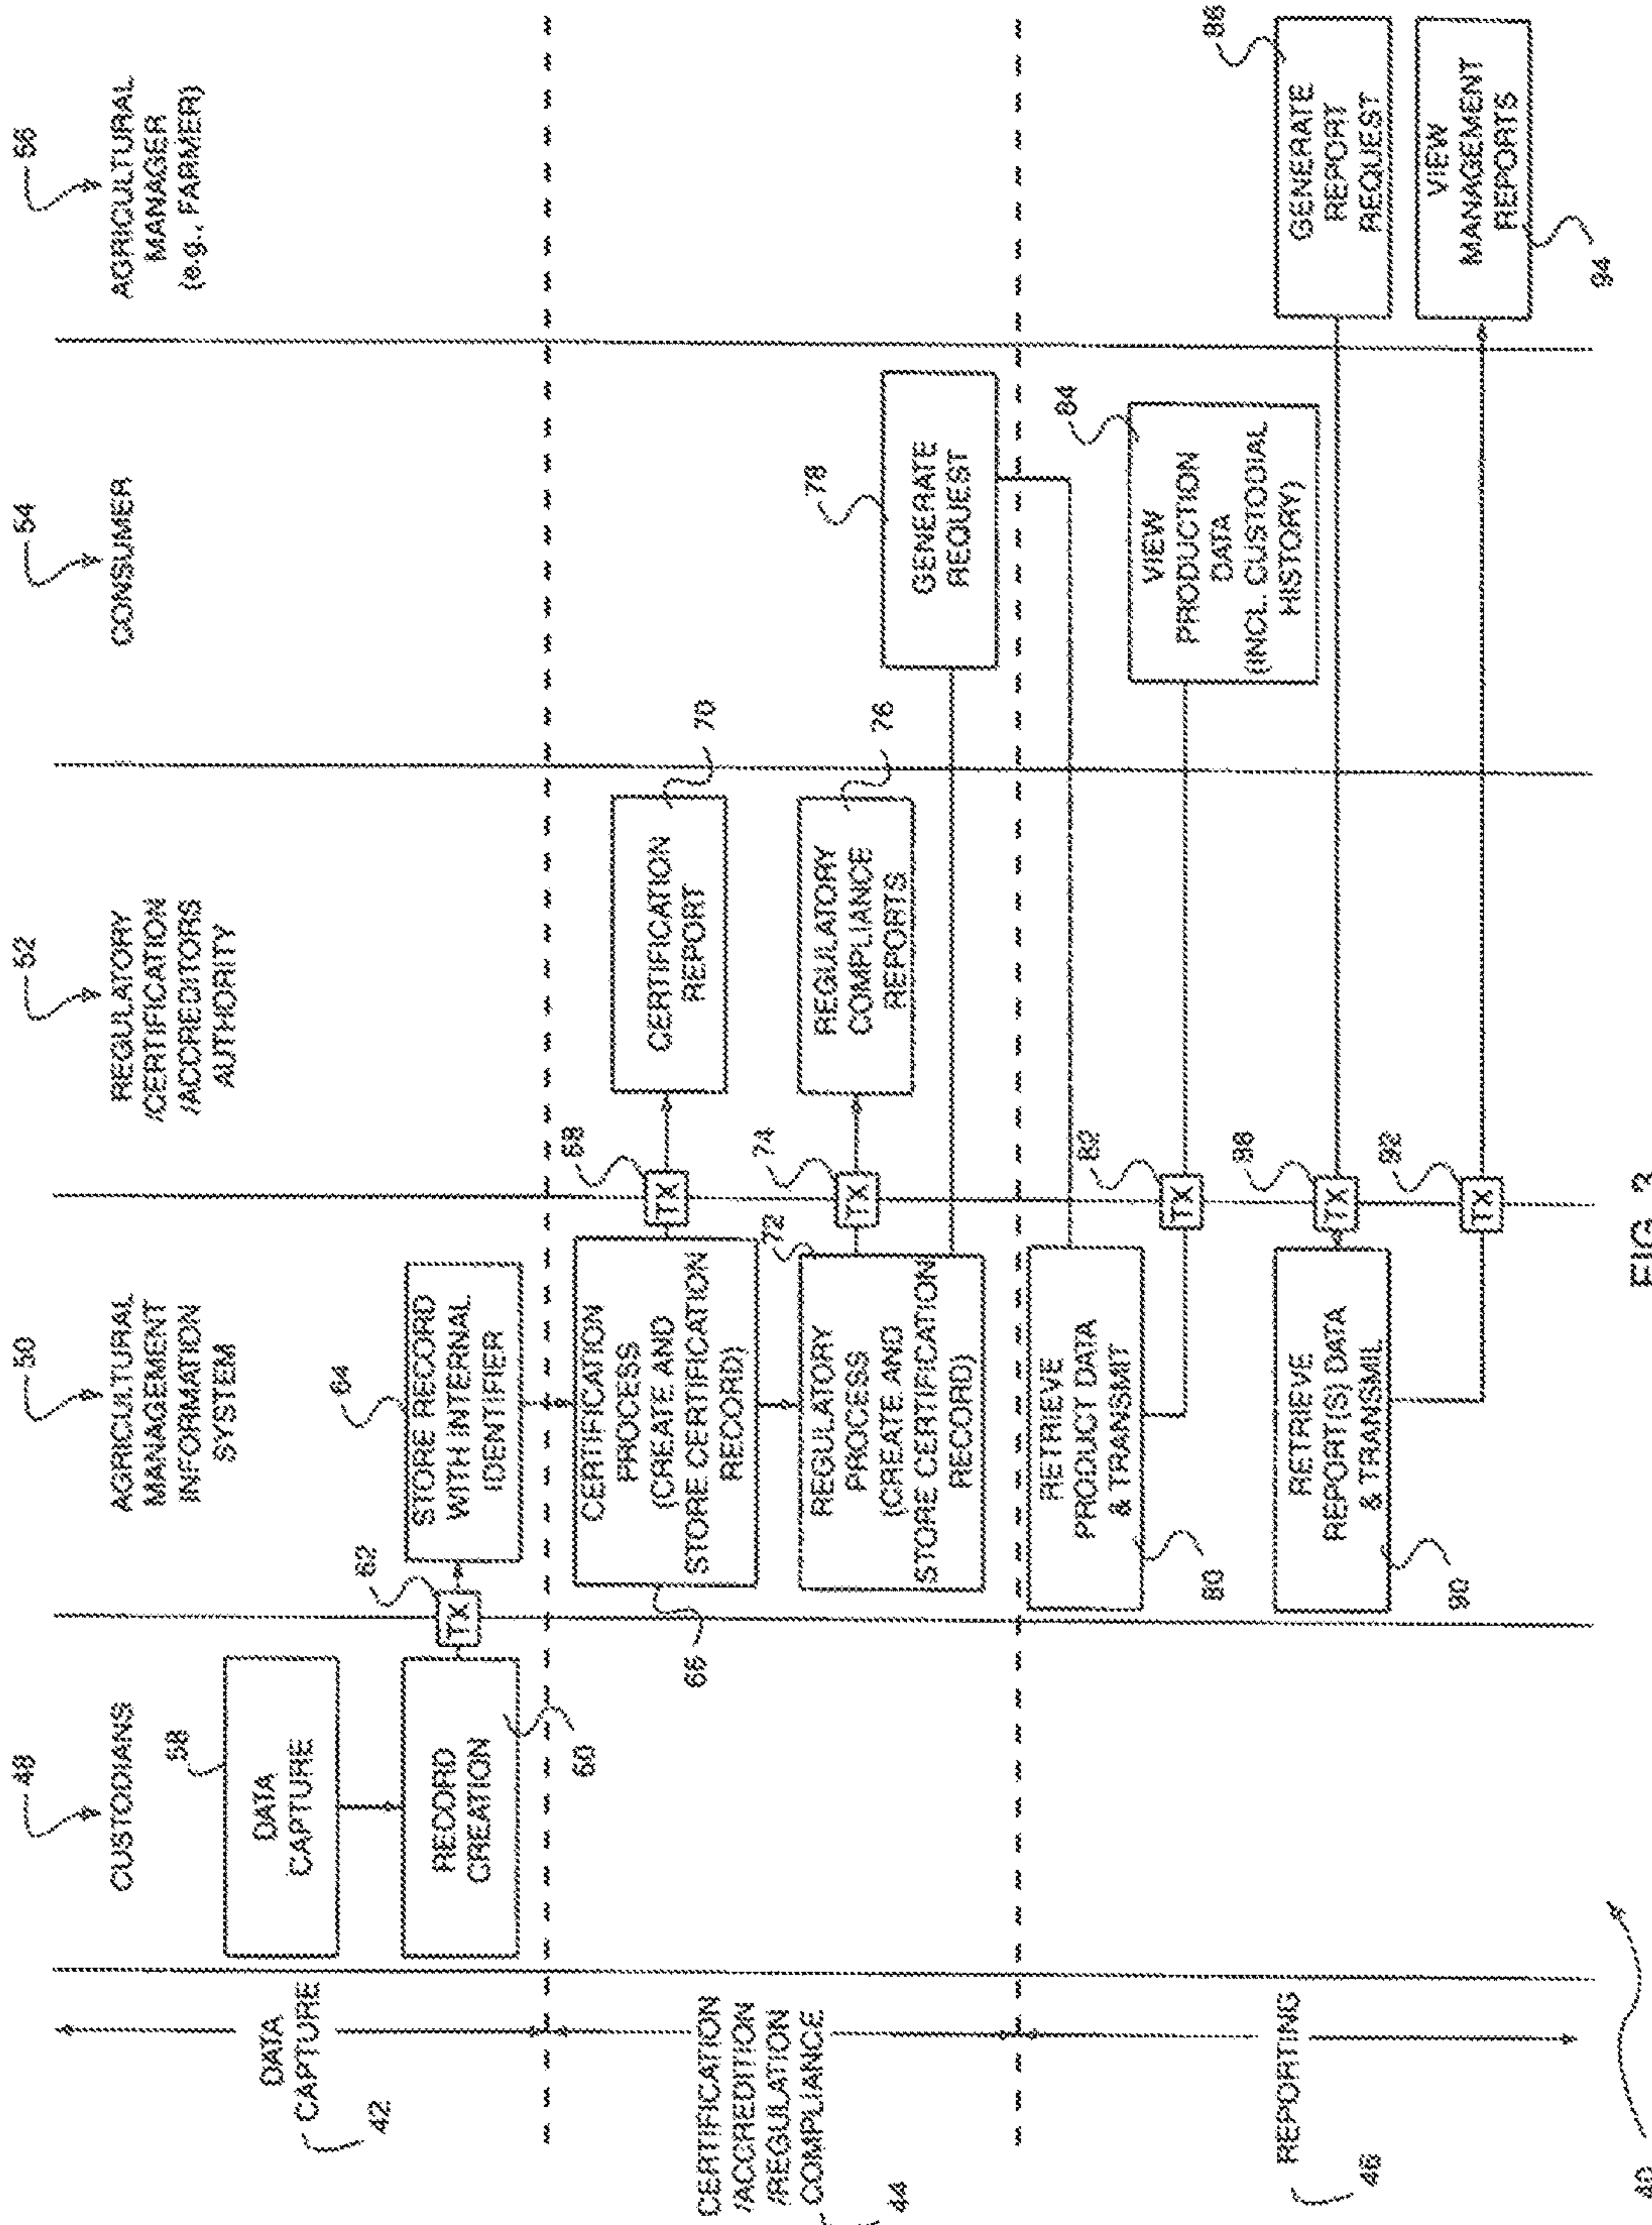 48
CUSTODIANS
50
AGRICULTURAL
MANAGEMENT
INFORMATION
SYSTEM
52
REGULATORY
/CERTIFICATION
/ACCREDITORS
AUTHORITY
54
CONSUMER
56
AGRICULTURAL
MANAGER
(e.g., FARMER)
DATA
CAPTURE
42
58
DATA
CAPTURE
RECORD
CREATION
60
62
TX
64
STORE RECORD
WITH INTERNAL
IDENTIFIER
CERTIFICATION
/ACCREDITION
/REGULATION
COMPLIANCE
44
66
CERTIFICATION
PROCESS
(CREATE AND
STORE CERTIFICATION
RECORD)
68
TX
CERTIFICATION
REPORT
70
72
REGULATORY
PROCESS
(CREATE AND
STORE CERTIFICATION
RECORD)
74
TX
REGULATORY
COMPLIANCE
REPORTS
76
78
GENERATE
REQUEST
REPORTING
46
RETRIEVE
PRODUCT DATA
& TRANSMIT
80
82
TX
84
VIEW
PRODUCTION
DATA
(INCL. CUSTODIAL
HISTORY)
86
GENERATE
REPORT
REQUEST
TX
RETRIEVE
REPORT(S) DATA
& TRANSMIL
90
92
TX
VIEW
MANAGEMENT
REPORTS
94
40